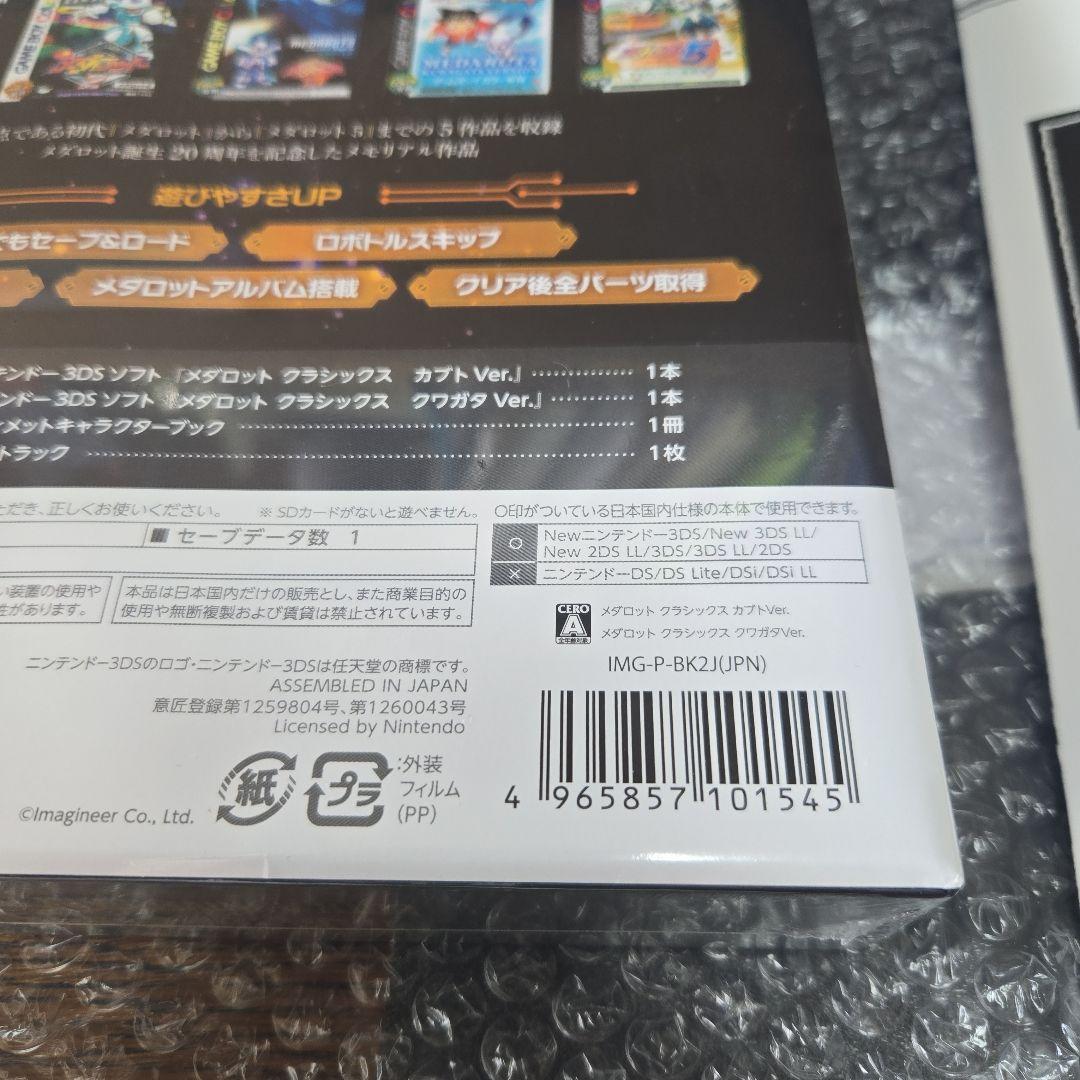 GAME BOY
GAME BOY
GAME BOY
GAME BOY
MEDAROT 2
点である初代「メダロット」から「メダロット5」までの5作品を収録
メダロット誕生20周年を記念したメモリアル作品
遊びやすさUP
でもセーブ&ロード
ロボトルスキップ
メダロットアルバム搭載
クリア後全パーツ取得
テンドー3DSソフト『メダロット クラシックス カブトVer.』…………… 1本
ンドー3DSソフト『メダロット クラシックス クワガタVer.』………… 1本
メットキャラクターブック …………………………………… 1冊
トラック …………………………………………… 1枚
ただき、正しくお使いください。 ※SDカードがないと遊べません。
セーブデータ数 1
い装置の使用や
性があります。
本品は日本国内だけの販売とし、また商業目的の
使用や無断複製および賃貸は禁止されています。
○印がついている日本国内仕様の本体で使用できます。
○ Newニンテンドー3DS/New 3DS LL/
New 2DS LL/3DS/3DS LL/2DS
× ニンテンドーDS/DS Lite/DSi/DSi LL
CERO
A
全年齢対象
メダロット クラシックス カブトVer.
メダロット クラシックス クワガタVer.
IMG-P-BK2J(JPN)
ニンテンドー3DSのロゴ・ニンテンドー3DSは任天堂の商標です。
ASSEMBLED IN JAPAN
意匠登録第1259804号、第1260043号
Licensed by Nintendo
紙
プラ
:外装
フィルム
(PP)
©Imagineer Co., Ltd.
4 965857 101545